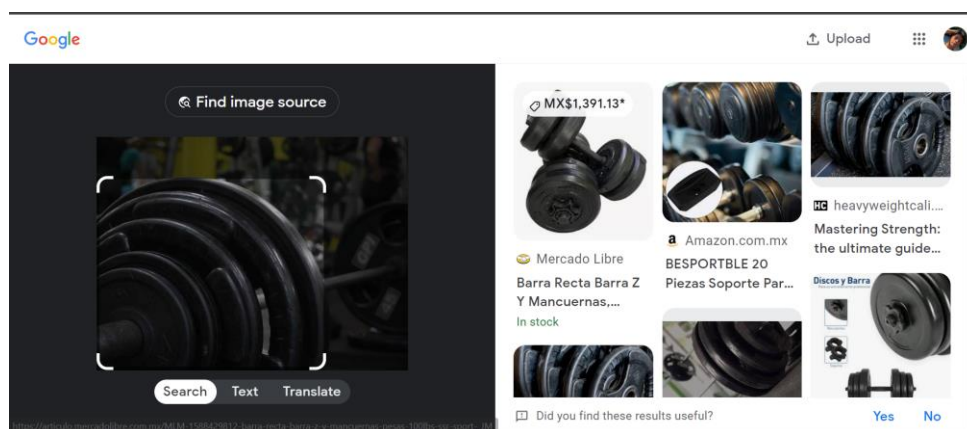 Google
Upload
Find image source
Search
Text
Translate
MX$1,391.13*
Mercado Libre
Barra Recta Barra Z
Y Mancuernas,...
In stock
a Amazon.com.mx
BESPORTBLE 20
Piezas Soporte Par...
HC heavyweightcali....
Mastering Strength:
the ultimate guide...
Discos y Barra
Did you find these results useful?
Yes
No